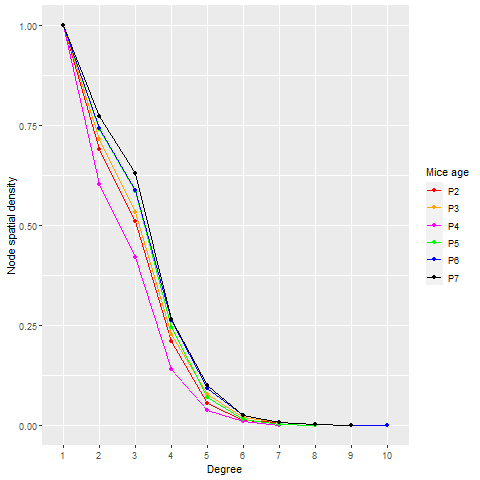 1.00
0.75
0.50
0.25
0.00
Node spatial density
1 2 3 4 5 6 7 8 9 10
Degree
Mice age
P2
P3
P4
P5
P6
P7